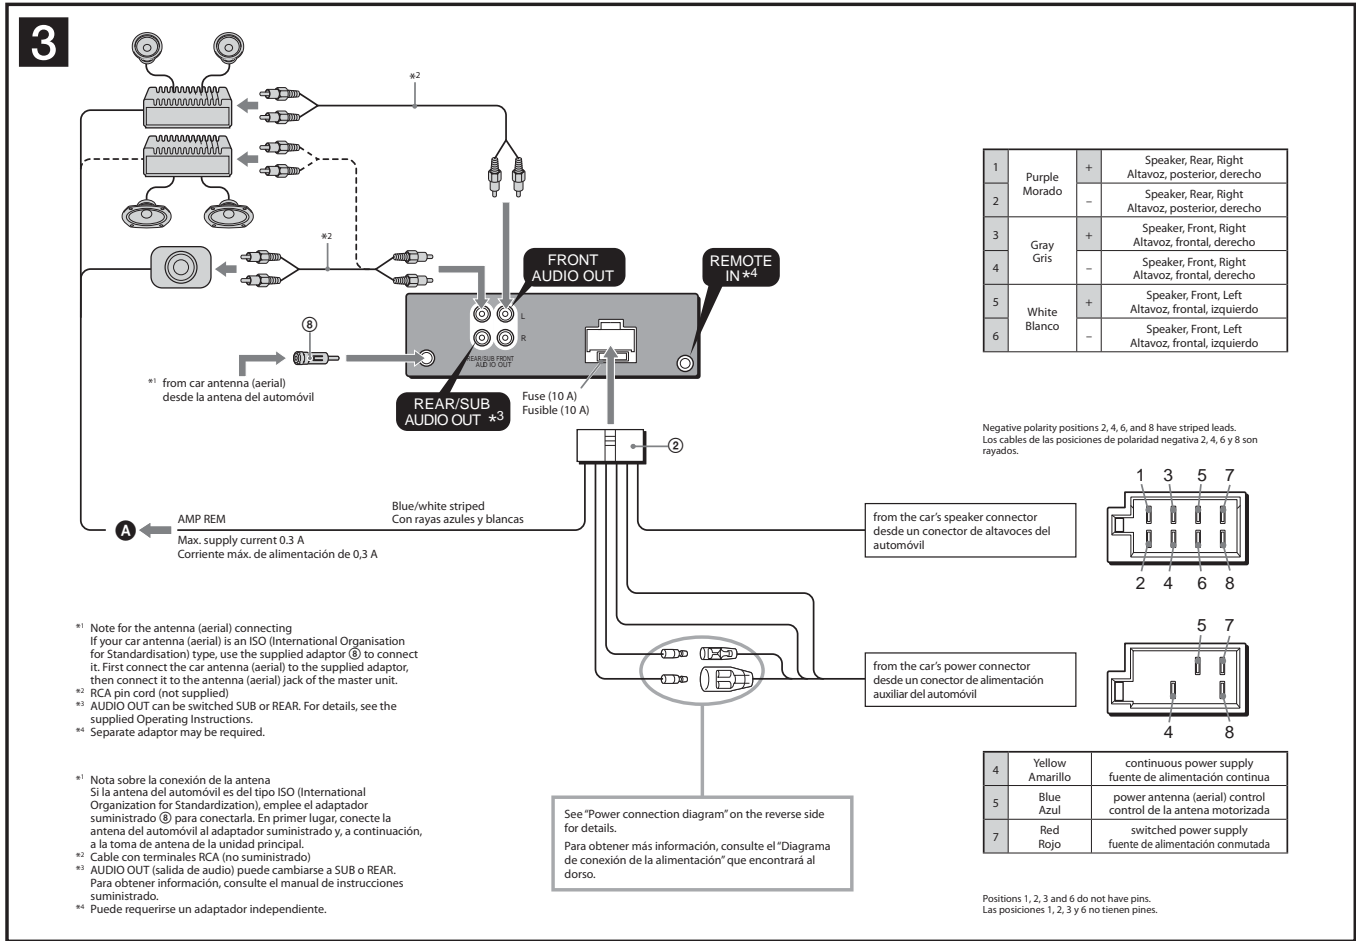 3
*2
*2
FRONT
AUDIO OUT
REMOTE
IN *4
L
R
REAR/SUB FRONT
AUDIO OUT
⑧
*1 from car antenna (aerial)
desde la antena del automóvil
REAR/SUB
AUDIO OUT *3
Fuse (10 A)
Fusible (10 A)
②
Blue/white striped
Con rayas azules y blancas
A
AMP REM
Max. supply current 0.3 A
Corriente máx. de alimentación de 0,3 A
from the car's speaker connector
desde un conector de altavoces del
automóvil
from the car's power connector
desde un conector de alimentación
auxiliar del automóvil
See "Power connection diagram" on the reverse side
for details.
Para obtener más información, consulte el "Diagrama
de conexión de la alimentación" que encontrará al
dorso.
*1 Note for the antenna (aerial) connecting
If your car antenna (aerial) is an ISO (International Organisation
for Standardisation) type, use the supplied adaptor ⑧ to connect
it. First connect the car antenna (aerial) to the supplied adaptor,
then connect it to the antenna (aerial) jack of the master unit.
*2 RCA pin cord (not supplied)
*3 AUDIO OUT can be switched SUB or REAR. For details, see the
supplied Operating Instructions.
*4 Separate adaptor may be required.
*1 Nota sobre la conexión de la antena
Si la antena del automóvil es del tipo ISO (International
Organization for Standardization), emplee el adaptador
suministrado ⑧ para conectarla. En primer lugar, conecte la
antena del automóvil al adaptador suministrado y, a continuación,
a la toma de antena de la unidad principal.
*2 Cable con terminales RCA (no suministrado)
*3 AUDIO OUT (salida de audio) puede cambiarse a SUB o REAR.
Para obtener información, consulte el manual de instrucciones
suministrado.
*4 Puede requerirse un adaptador independiente.
1 Purple + Speaker, Rear, Right
Morado Altavoz, posterior, derecho
2 – Speaker, Rear, Right
Altavoz, posterior, derecho
3 Gray + Speaker, Front, Right
Gris Altavoz, frontal, derecho
4 – Speaker, Front, Right
Altavoz, frontal, derecho
5 White + Speaker, Front, Left
Blanco Altavoz, frontal, izquierdo
6 – Speaker, Front, Left
Altavoz, frontal, izquierdo
Negative polarity positions 2, 4, 6, and 8 have striped leads.
Los cables de las posiciones de polaridad negativa 2, 4, 6 y 8 son
rayados.
1 3 5 7
2 4 6 8
5 7
4 8
4 Yellow continuous power supply
Amarillo fuente de alimentación continua
5 Blue power antenna (aerial) control
Azul control de la antena motorizada
7 Red switched power supply
Rojo fuente de alimentación conmutada
Positions 1, 2, 3 and 6 do not have pins.
Las posiciones 1, 2, 3 y 6 no tienen pines.